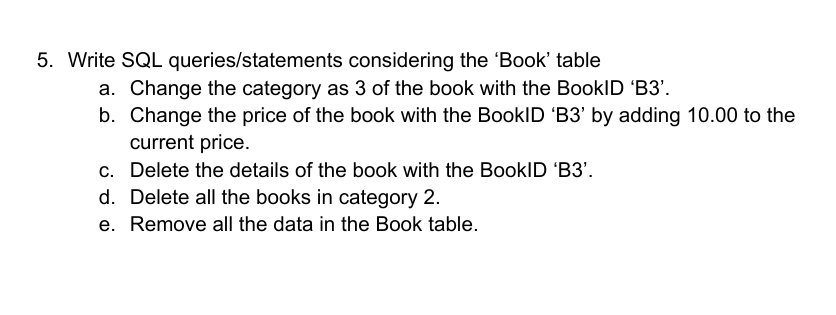 5. Write SQL queries/statements considering the ‘Book’ table
a. Change the category as 3 of the book with the BookID ‘B3’.
b. Change the price of the book with the BookID ‘B3’ by adding 10.00 to the
current price.
c. Delete the details of the book with the BookID ‘B3’.
d. Delete all the books in category 2.
e. Remove all the data in the Book table.